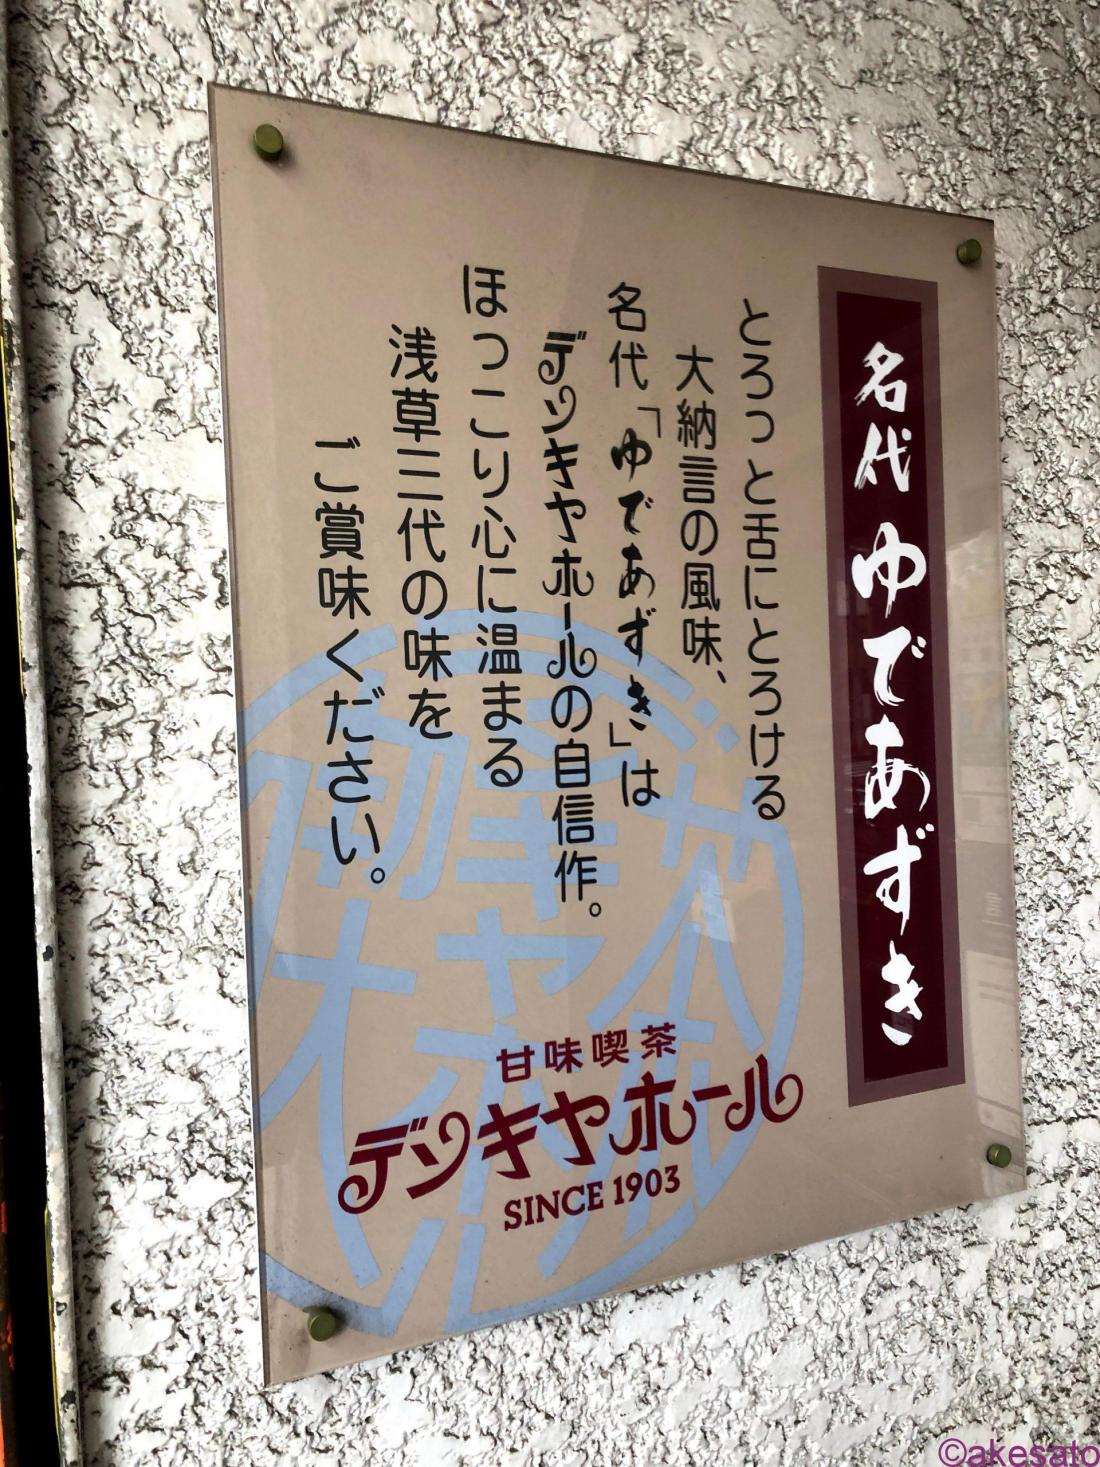 名代 ゆであずき
とろっと舌にとろける
大納言の風味、
名代「ゆであずき」は
デンキヤホールの自信作。
ほっこり心に温まる
浅草三代の味を
ご賞味ください。
甘味喫茶
デンキヤホール
SINCE 1903
©akesato